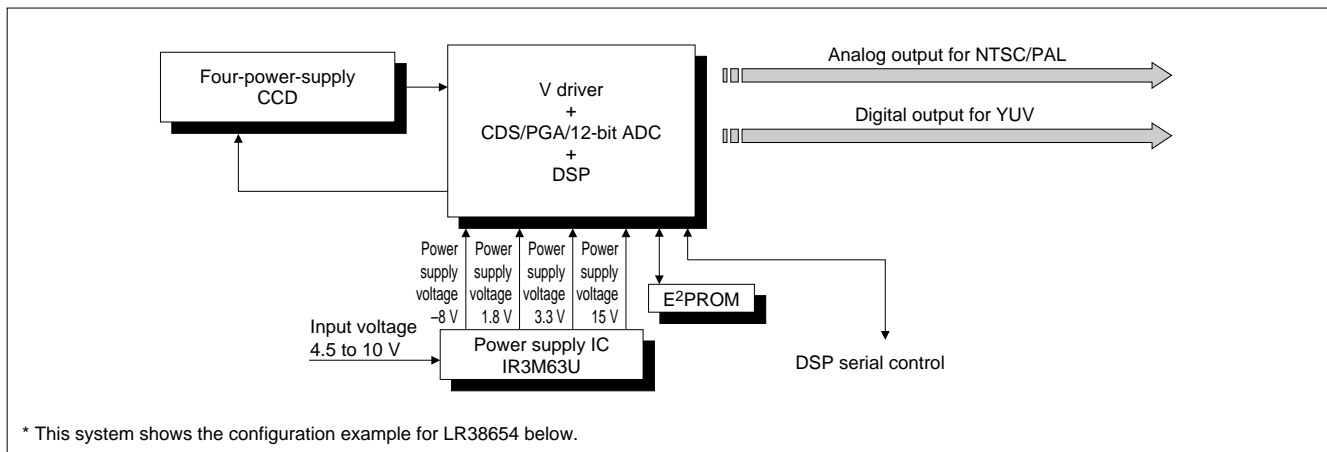 Four-power-supply
CCD
V driver
+
CDS/PGA/12-bit ADC
+
DSP
Analog output for NTSC/PAL
Digital output for YUV
Power supply voltage –8 V
Power supply voltage 1.8 V
Power supply voltage 3.3 V
Power supply voltage 15 V
E²PROM
Input voltage
4.5 to 10 V
Power supply IC
IR3M63U
DSP serial control
* This system shows the configuration example for LR38654 below.